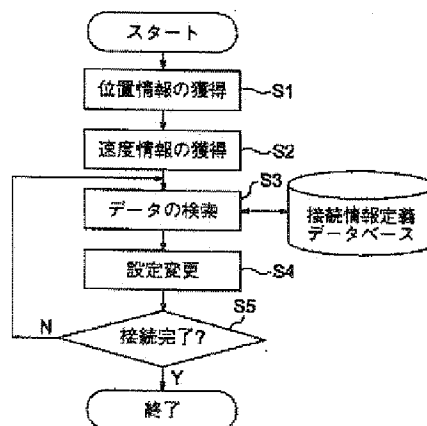 スタート
位置情報の獲得
S1
速度情報の獲得
S2
S3
データの検索
接続情報定義
データベース
設定変更
S4
S5
接続完了?
N
Y
終了